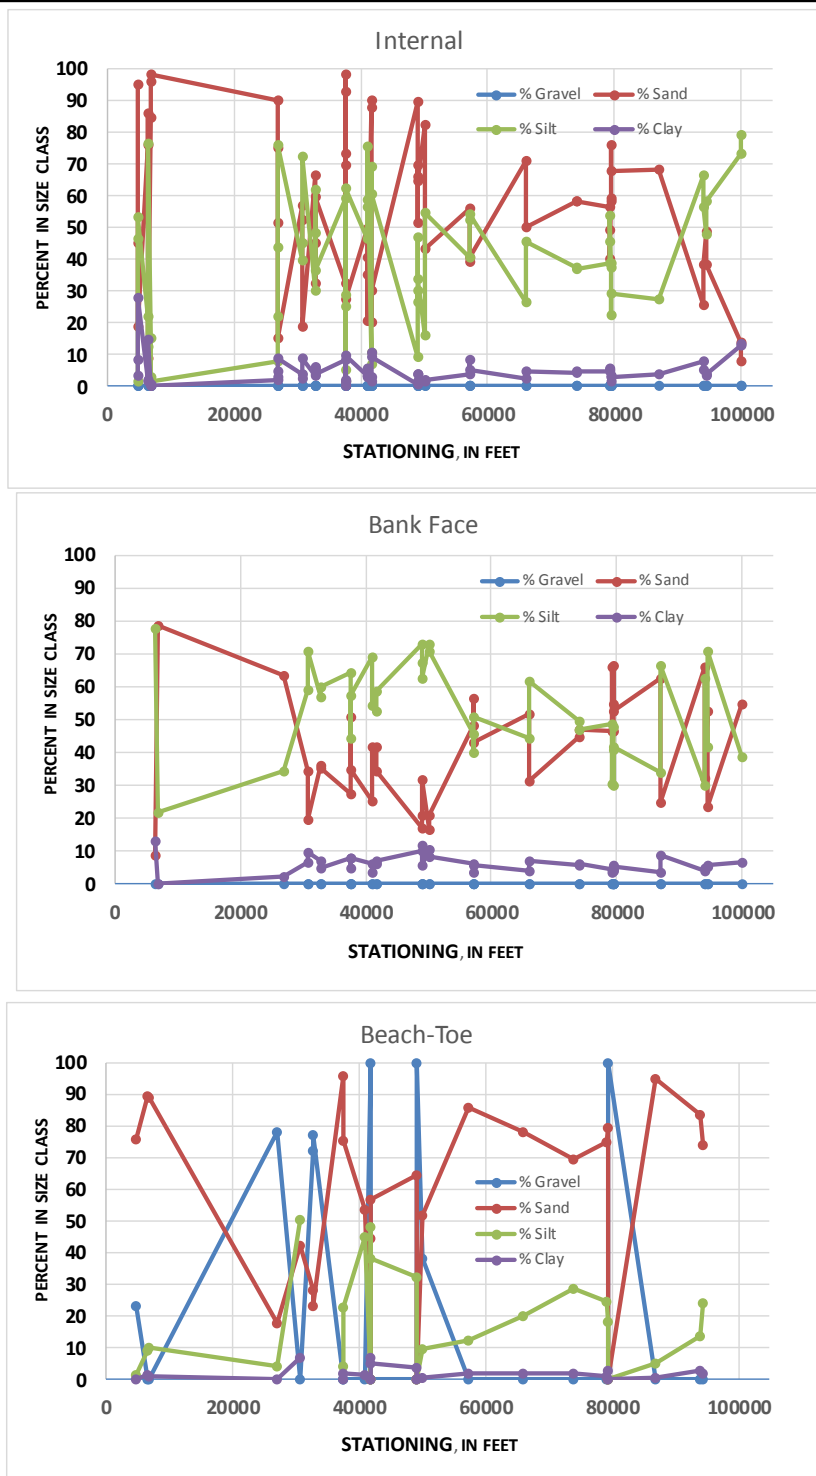 Internal
100
90
80
70
60
50
40
30
20
10
0
PERCENT IN SIZE CLASS
% Gravel % Sand
% Silt % Clay
0 20000 40000 60000 80000 100000
STATIONING, IN FEET
Bank Face
100
90
80
70
60
50
40
30
20
10
0
PERCENT IN SIZE CLASS
% Gravel % Sand
% Silt % Clay
0 20000 40000 60000 80000 100000
STATIONING, IN FEET
Beach-Toe
100
90
80
70
60
50
40
30
20
10
0
PERCENT IN SIZE CLASS
% Gravel
% Sand
% Silt
% Clay
0 20000 40000 60000 80000 100000
STATIONING, IN FEET